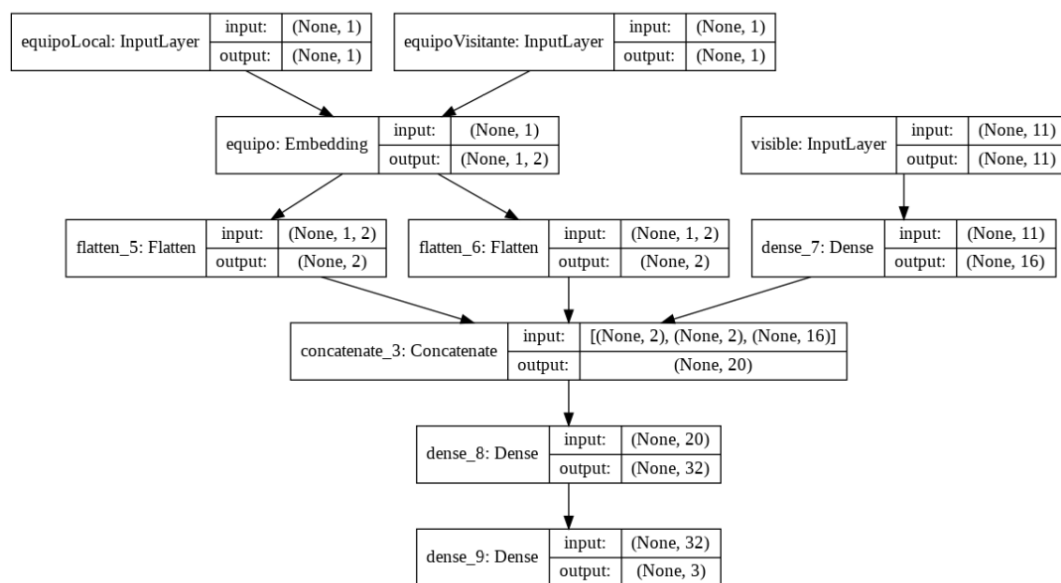 equipoLocal: InputLayer input: (None, 1)
output: (None, 1)
equipoVisitante: InputLayer input: (None, 1)
output: (None, 1)
equipo: Embedding input: (None, 1)
output: (None, 1, 2)
visible: InputLayer input: (None, 11)
output: (None, 11)
flatten_5: Flatten input: (None, 1, 2)
output: (None, 2)
flatten_6: Flatten input: (None, 1, 2)
output: (None, 2)
dense_7: Dense input: (None, 11)
output: (None, 16)
concatenate_3: Concatenate input: [(None, 2), (None, 2), (None, 16)]
output: (None, 20)
dense_8: Dense input: (None, 20)
output: (None, 32)
dense_9: Dense input: (None, 32)
output: (None, 3)